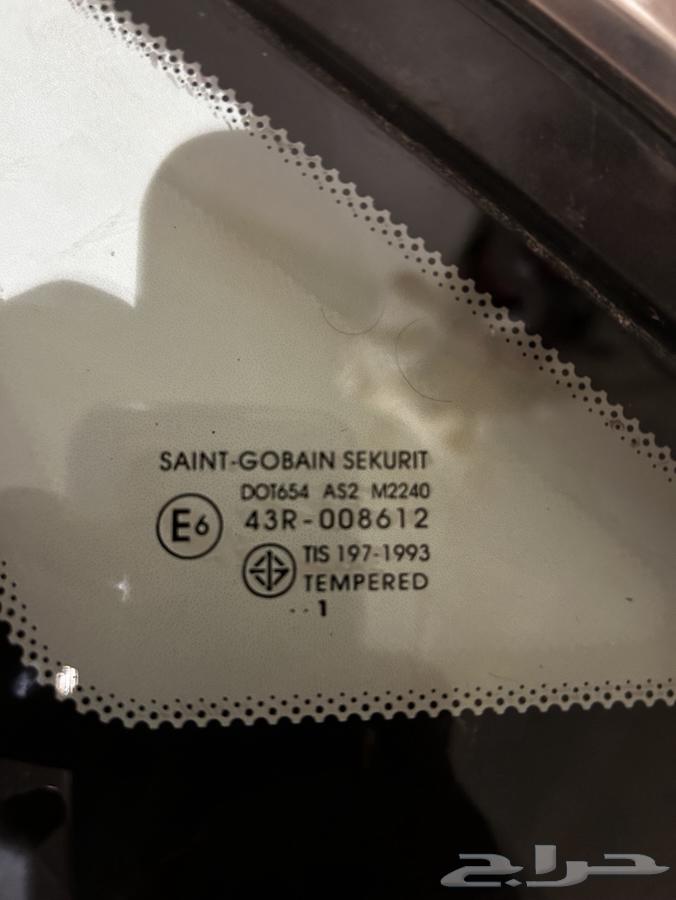 SAINT-GOBAIN SEKURIT
DOT654 AS2 M2240
E6 43R-008612
TIS 197-1993
TEMPERED
.. 1
حراج